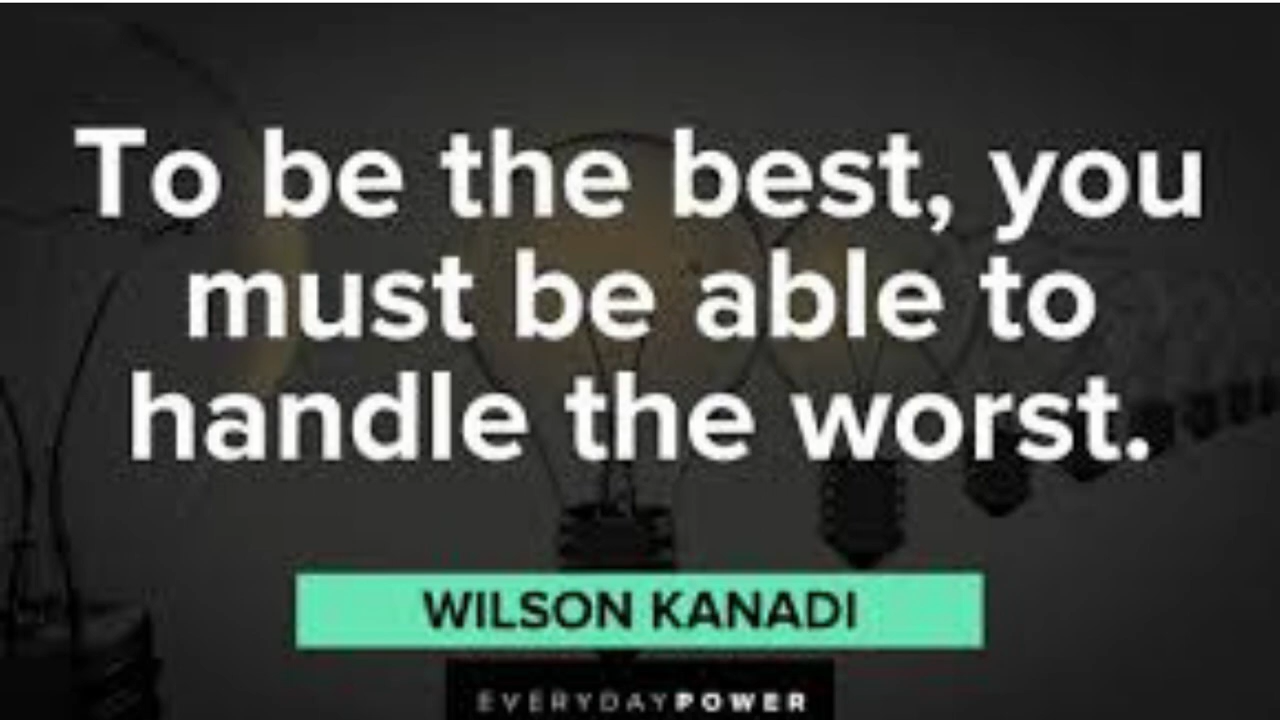 To be the best, you
must be able to
handle the worst.
WILSON KANADI
EVERYDAYPOWER